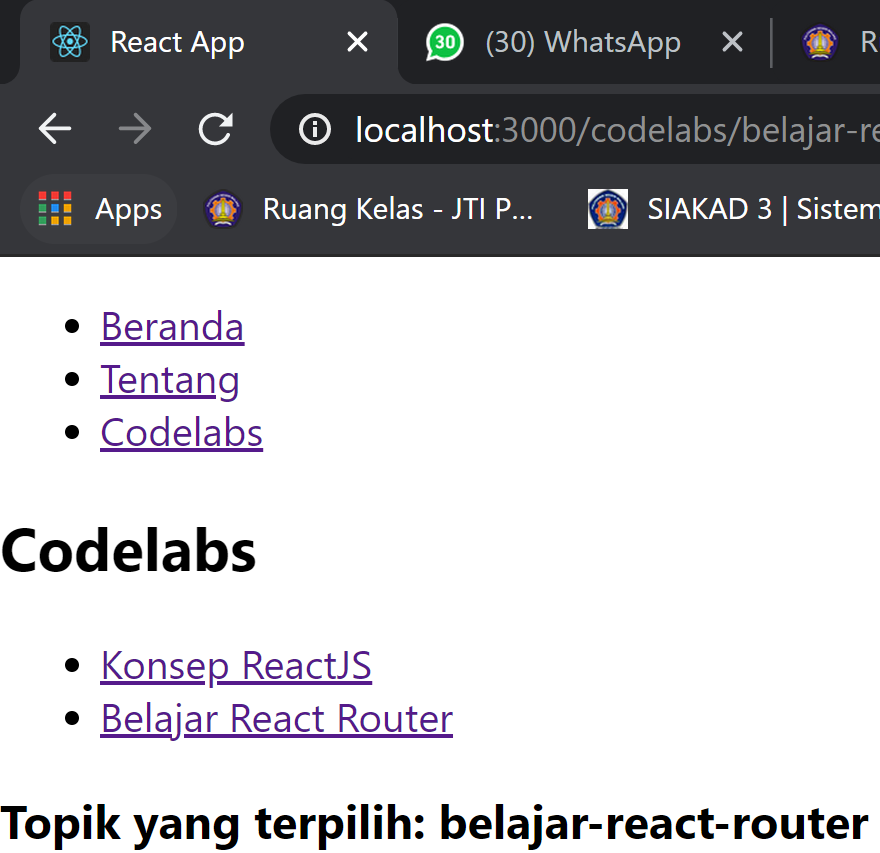 React App
30
(30) WhatsApp
R
localhost:3000/codelabs/belajar-re
Apps
Ruang Kelas - JTI P...
SIAKAD 3 | Sistem
Beranda
Tentang
Codelabs
Codelabs
Konsep ReactJS
Belajar React Router
Topik yang terpilih: belajar-react-router